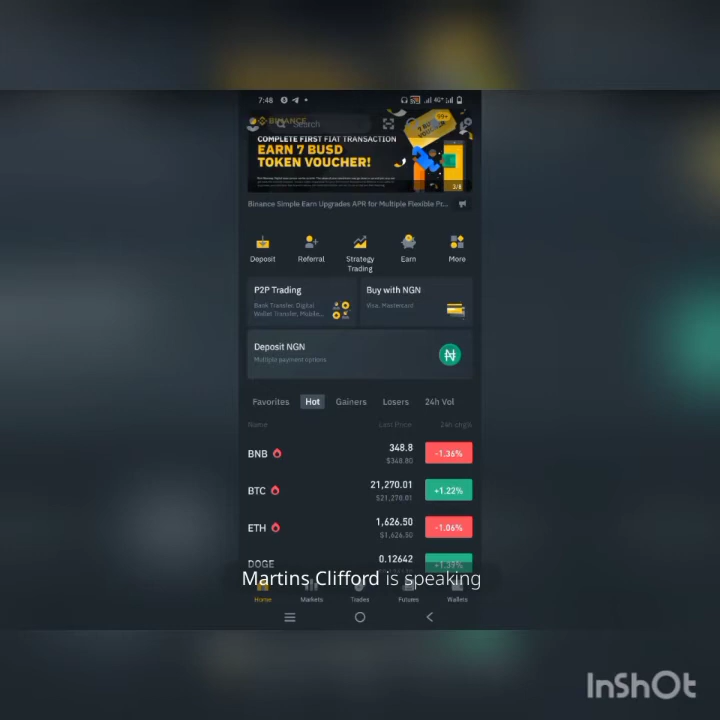 7:48
BINANCE
Search
99+
COMPLETE FIRST FIAT TRANSACTION
EARN 7 BUSD
TOKEN VOUCHER!
3/8
Binance Simple Earn Upgrades APR for Multiple Flexible Pr...
Deposit Referral Strategy Trading Earn More
P2P Trading
Bank Transfer, Digital
Wallet Transfer, Mobile...
Buy with NGN
Visa, Mastercard
Deposit NGN
Multiple payment options
Favorites Hot Gainers Losers 24h Vol
Name Last Price 24h chg%
BNB 348.8 -1.36%
$348.80
BTC 21,270.01 +1.22%
$21,270.01
ETH 1,626.50 -1.06%
$1,626.50
DOGE 0.12642
Martins Clifford is speaking
Home Markets Trades Futures Wallets
InShOt